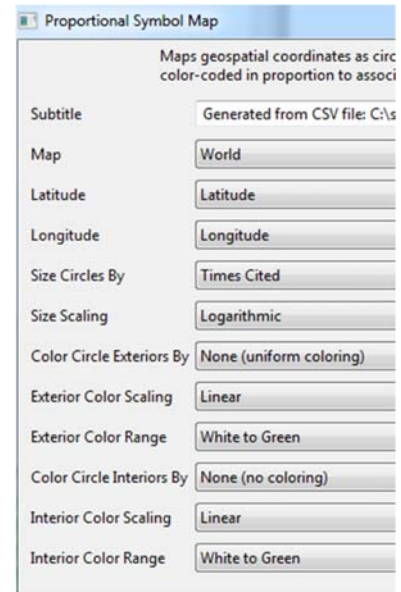 Proportional Symbol Map
Maps geospatial coordinates as circ
color-coded in proportion to associ
Subtitle Generated from CSV file: C:\s
Map World
Latitude Latitude
Longitude Longitude
Size Circles By Times Cited
Size Scaling Logarithmic
Color Circle Exteriors By None (uniform coloring)
Exterior Color Scaling Linear
Exterior Color Range White to Green
Color Circle Interiors By None (no coloring)
Interior Color Scaling Linear
Interior Color Range White to Green